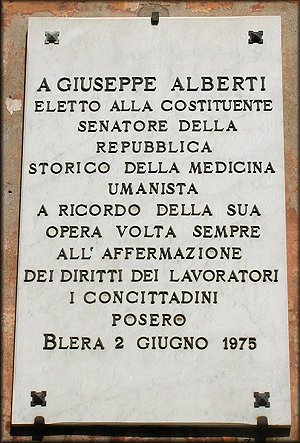 A GIUSEPPE ALBERTI
ELETTO ALLA COSTITUENTE
SENATORE DELLA
REPUBBLICA
STORICO DELLA MEDICINA
UMANISTA
A RICORDO DELLA SUA
OPERA VOLTA SEMPRE
ALL' AFFERMAZIONE
DEI DIRITTI DEI LAVORATORI
I CONCITTADINI
POSERO
BLERA 2 GIUGNO 1975